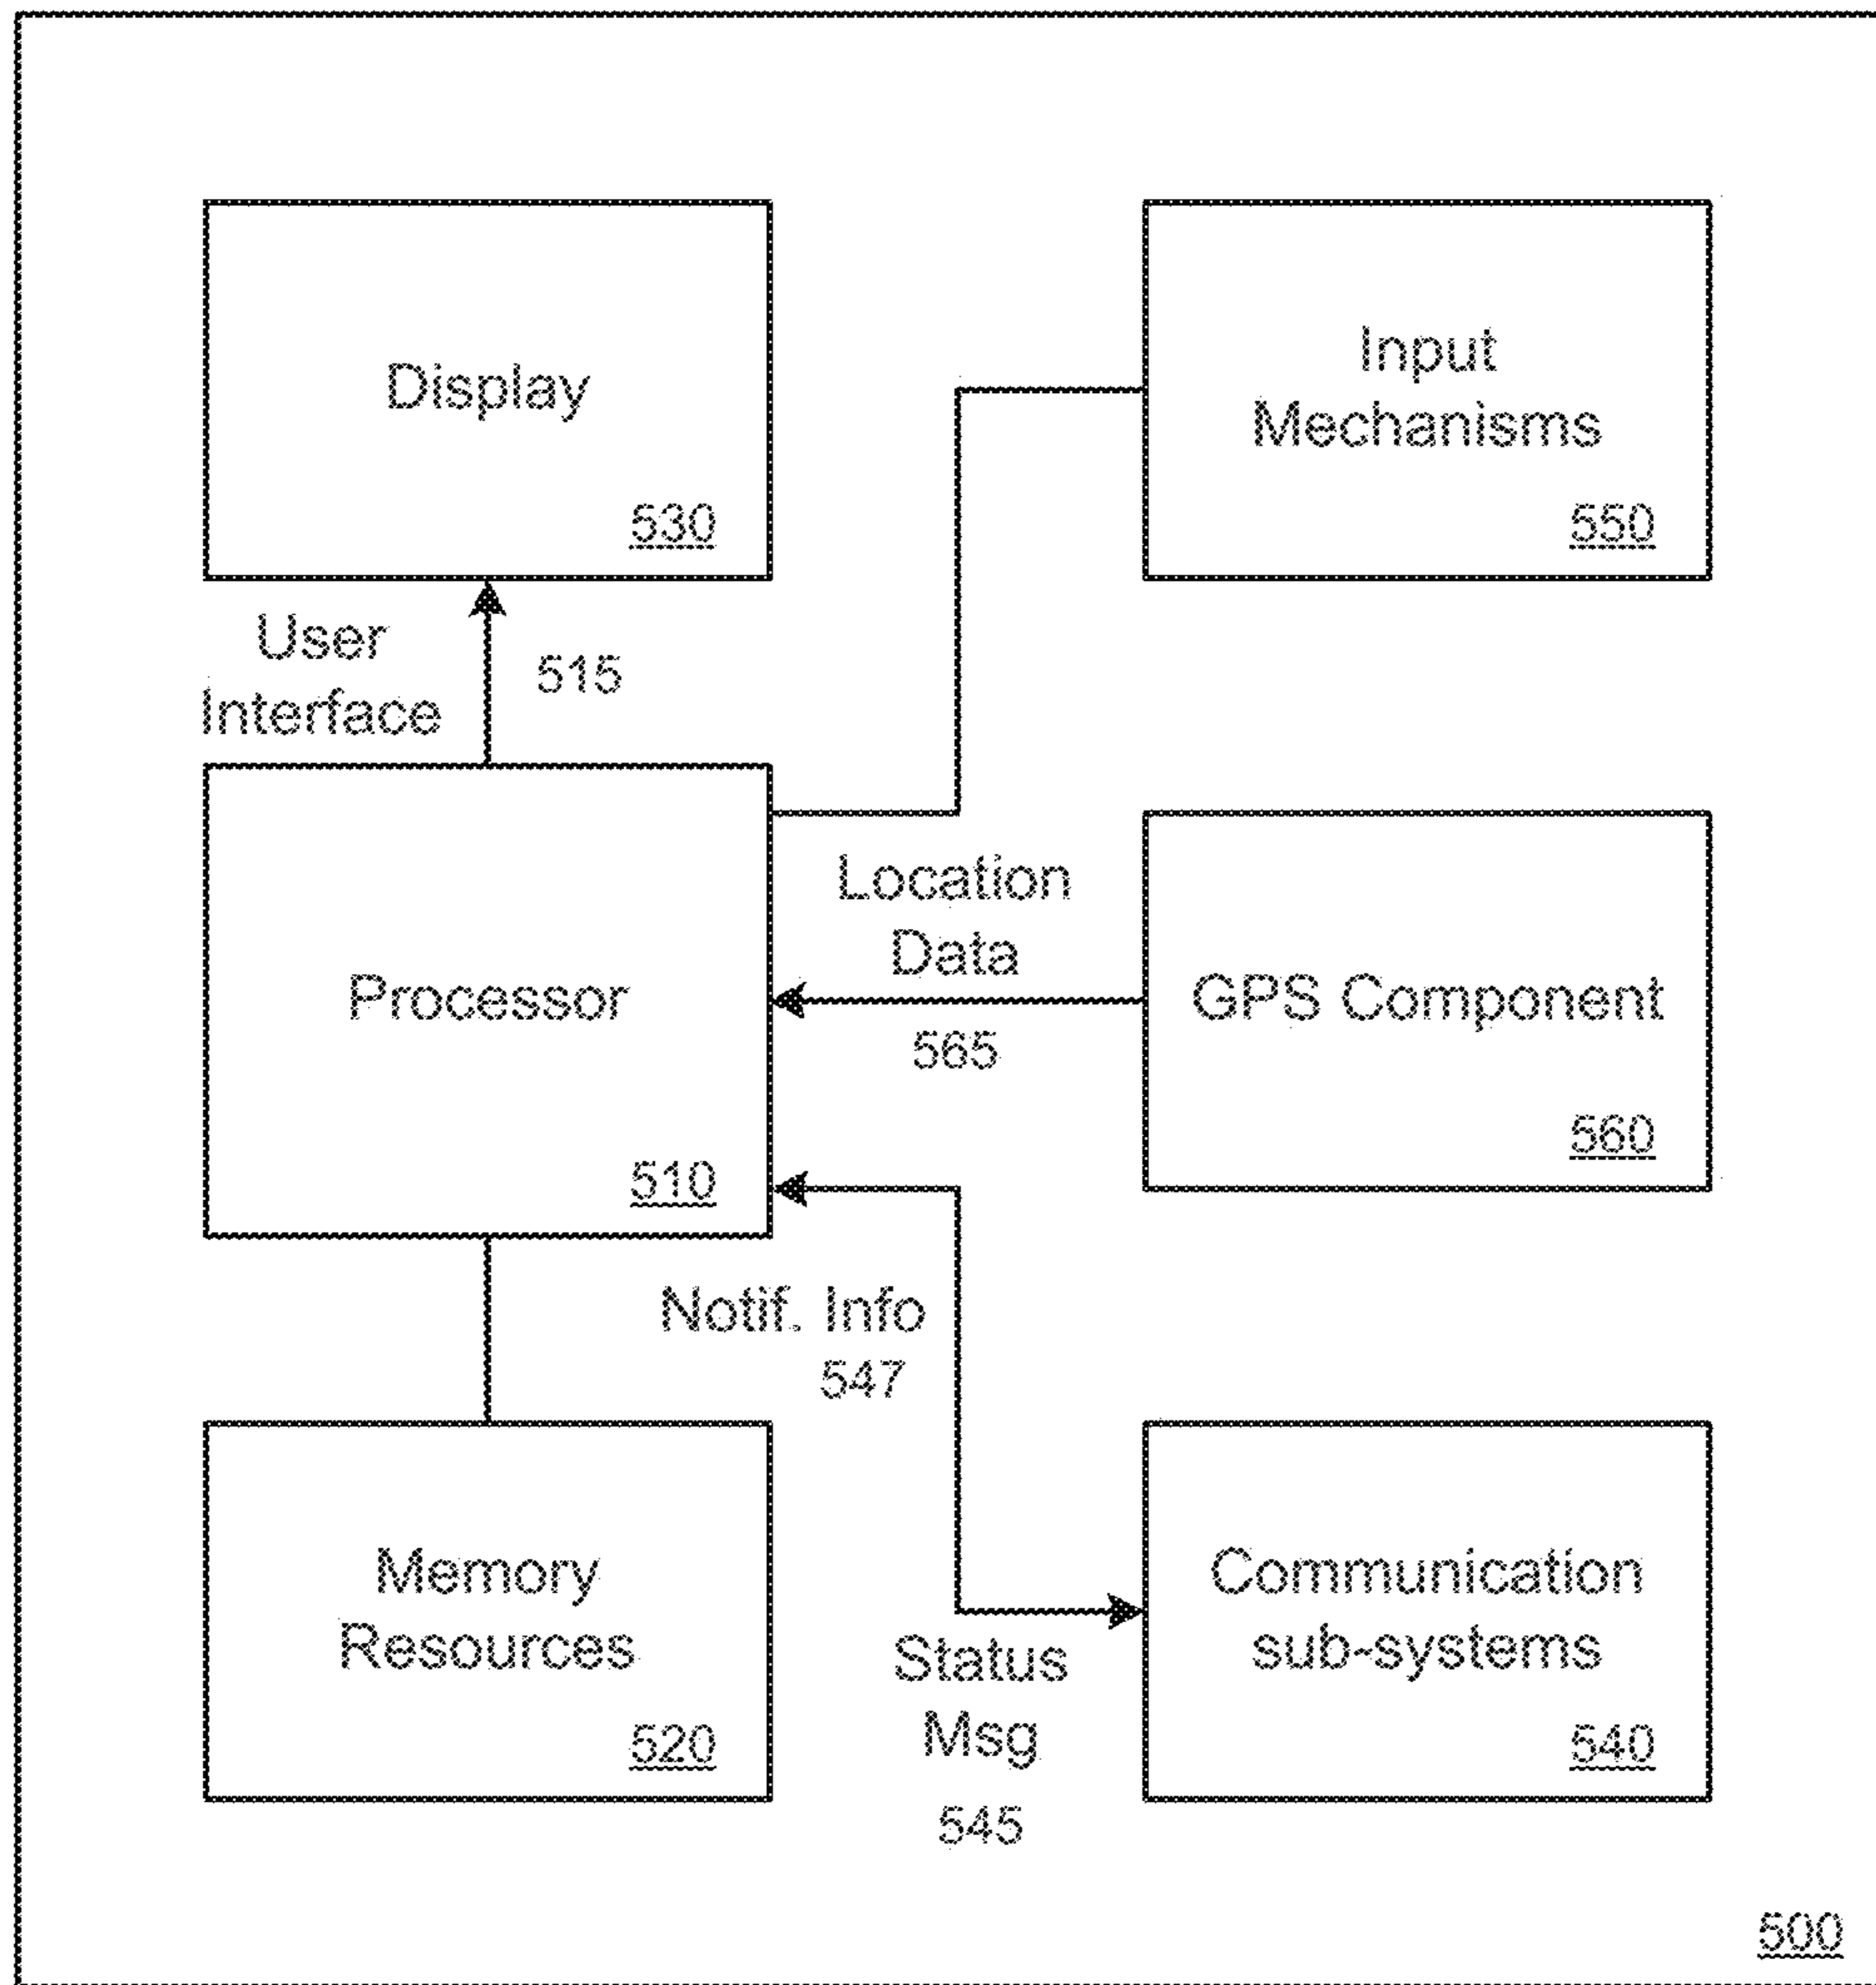 Display
530
Input
Mechanisms
550
User
Interface
515
Processor
510
Location
Data
565
GPS Component
560
Notif. Info
547
Memory
Resources
520
Status
Msg
545
Communication
sub-systems
540
500